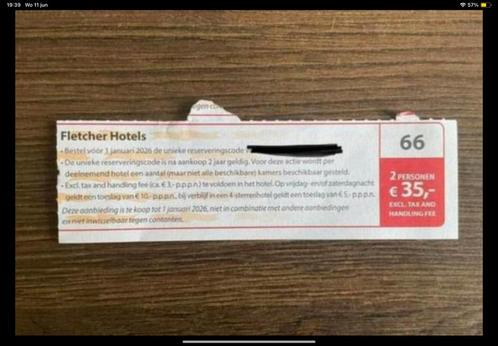 19:39 Wo 11 jun
57%
gen co
Fletcher Hotels
• Bestel vóór 1 januari 2026 de unieke reserveringscode
• De unieke reserveringscode is na aankoop 2 jaar geldig. Voor deze actie wordt per
deelnemend hotel een aantal (maar niet alle beschikbare) kamers beschikbaar gesteld.
• Excl. tax and handling fee (ca. € 3,- p.p.p.n.) te voldoen in het hotel. Op vrijdag- en/of zaterdagnacht
geldt een toeslag van € 10,- p.p.p.n., bij verblijf in een 4-sterrenhotel geldt een toeslag van € 5,- p.p.p.n.
Deze aanbieding is te koop tot 1 januari 2026, niet in combinatie met andere aanbiedingen
en niet inwisselbaar tegen contanten.
66
2 PERSONEN
€ 35,-
EXCL. TAX AND
HANDLING FEE